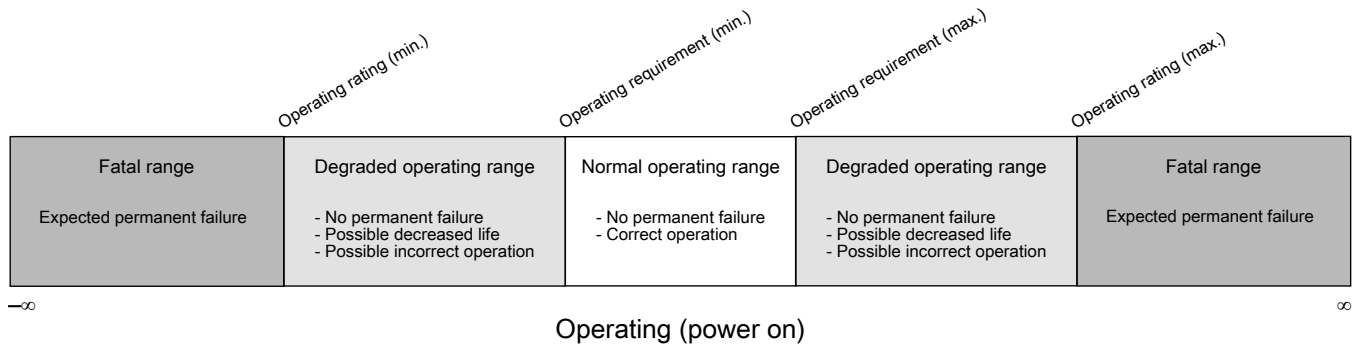 Operating rating (min.)
Operating requirement (min.)
Operating requirement (max.)
Operating rating (max.)
Fatal range
Expected permanent failure
Degraded operating range
- No permanent failure
- Possible decreased life
- Possible incorrect operation
Normal operating range
- No permanent failure
- Correct operation
Degraded operating range
- No permanent failure
- Possible decreased life
- Possible incorrect operation
Fatal range
Expected permanent failure
–∞
∞
Operating (power on)